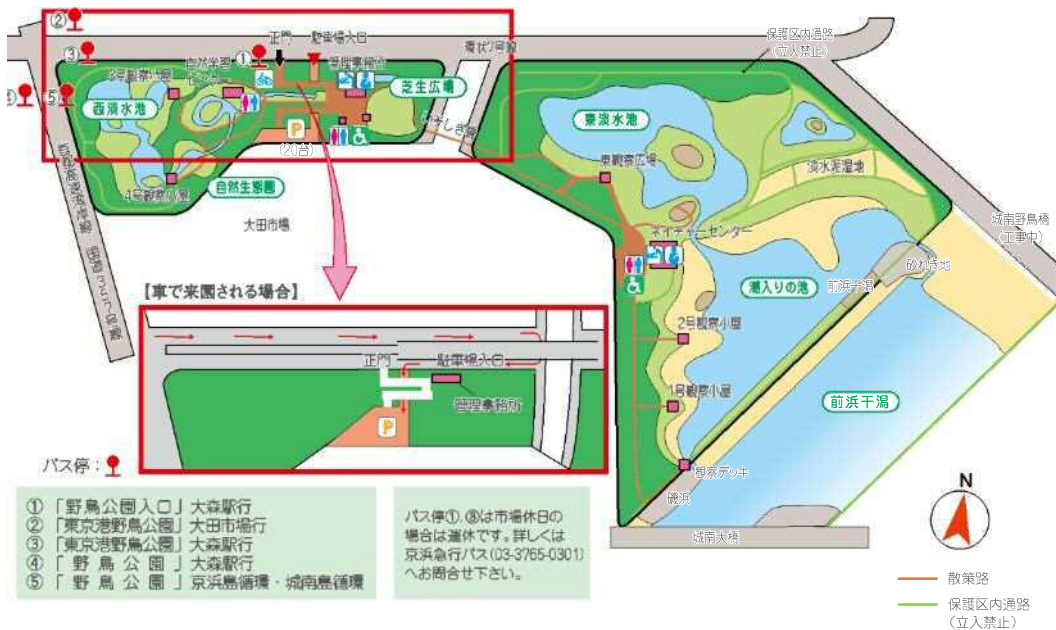 ②
③
①
正門
駐車場入口
環状7号線
保護区内通路
(立入禁止)
3号観察小屋
自然学園
センター
管理事務所
芝生広場
④
⑤
西淡水池
いそしぎ橋
東淡水池
P
(20台)
東観察広場
淡水泥湿地
4号観察小屋
自然生態園
大田市場
ネイチャーセンター
城南野鳥橋
(工事中)
砂れき地
前浜干潟
潮入りの池
【車で来園される場合】
2号観察小屋
正門
駐車場入口
管理事務所
1号観察小屋
前浜干潟
P
バス停:
観察デッキ
磯浜
城南大橋
N
① 「野鳥公園入口」大森駅行
② 「東京港野鳥公園」大田市場行
③ 「東京港野鳥公園」大森駅行
④ 「野鳥公園」大森駅行
⑤ 「野鳥公園」京浜島循環・城南島循環
バス停①、③は市場休日の
場合は運休です。詳しくは
京浜急行バス(03-3765-0301)
へお問合せ下さい。
散策路
保護区内通路
(立入禁止)